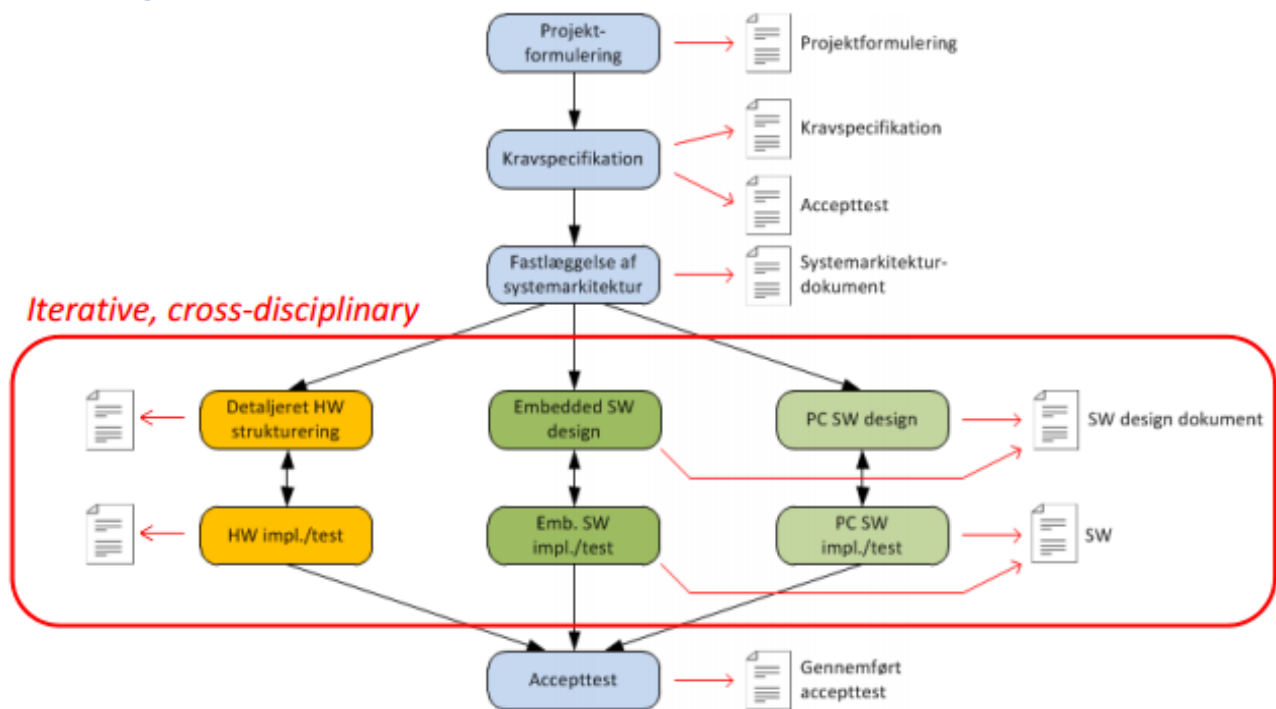 Projekt-
formulering
Projektformulering
Kravspecifikation
Kravspecifikation
Accepttest
Fastlæggelse af
systemarkitektur
Systemarkitektur-
dokument
Iterative, cross-disciplinary
Detaljeret HW
strukturering
Embedded SW
design
PC SW design
SW design dokument
HW impl./test
Emb. SW
impl./test
PC SW
impl./test
SW
Accepttest
Gennemført
accepttest